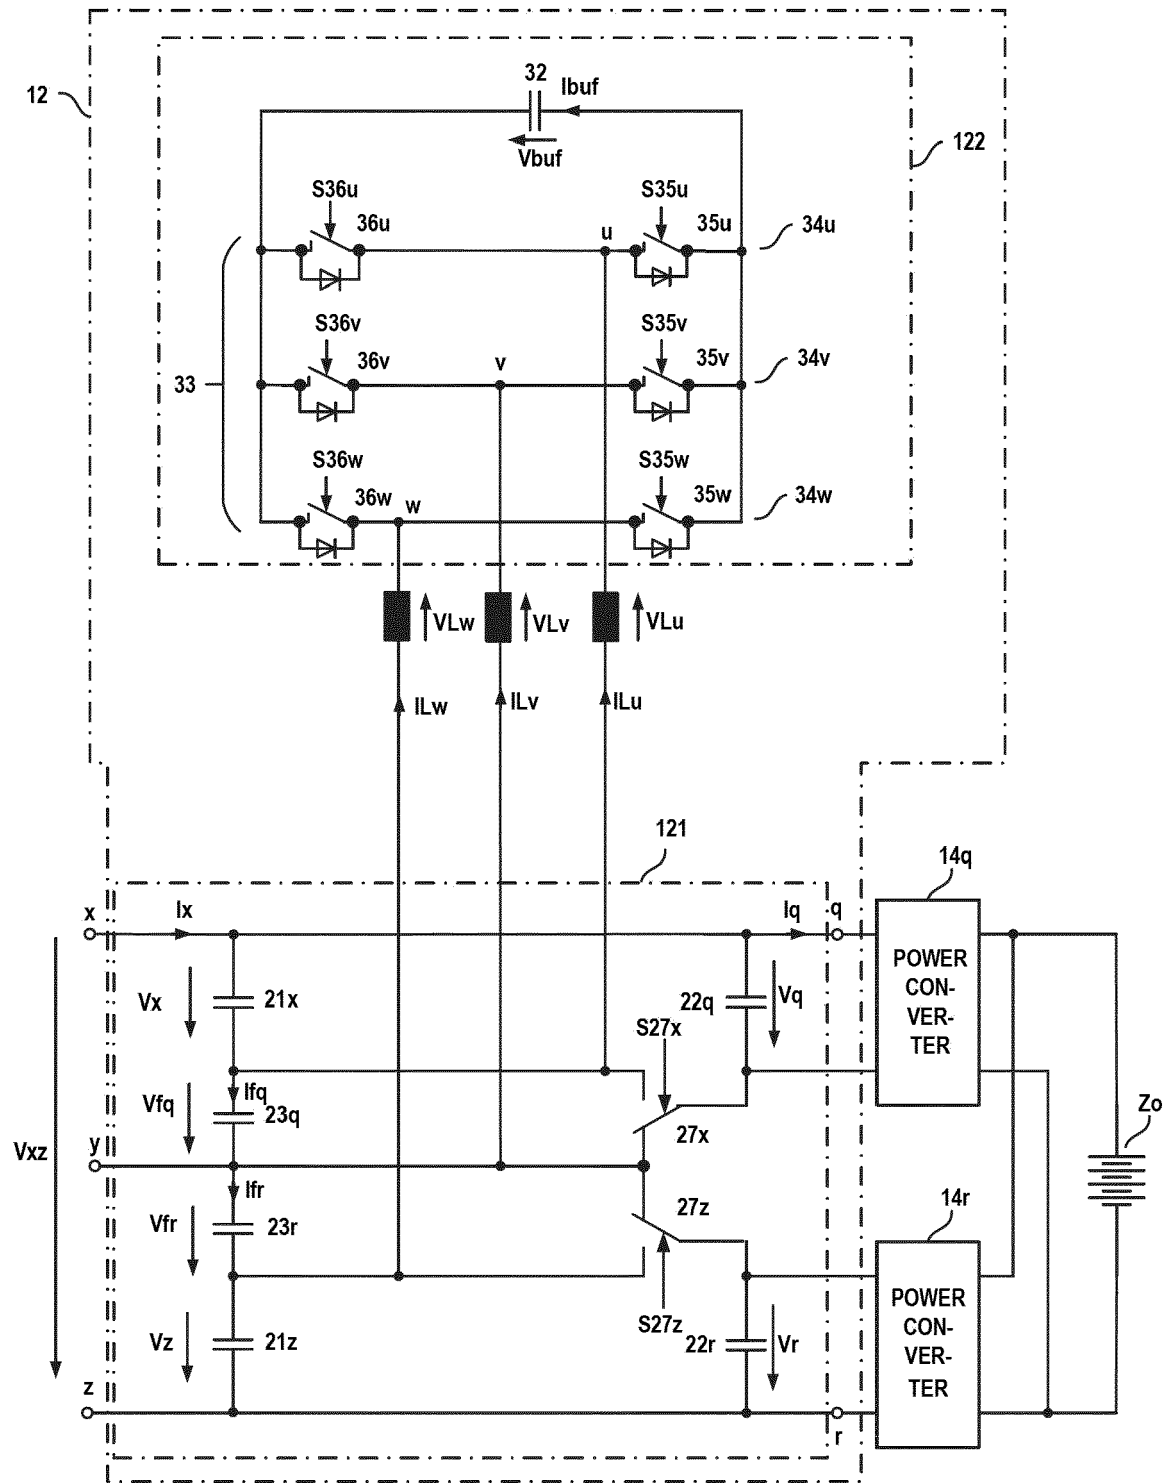 12
32
Ibuf
Vbuf
122
S36u
36u
u
S35u
35u
34u
S36v
36v
v
S35v
35v
34v
33
S36w
36w
w
S35w
35w
34w
VLw
VLv
VLu
ILw
ILv
ILu
121
14q
x
Ix
Iq
q
POWER
CON-
VER-
TER
Vx
21x
22q
Vq
S27x
Vfq
Ifq
23q
27x
Zo
Vxz
y
Ifr
Vfr
23r
27z
14r
S27z
Vz
21z
22r
Vr
POWER
CON-
VER-
TER
z
r